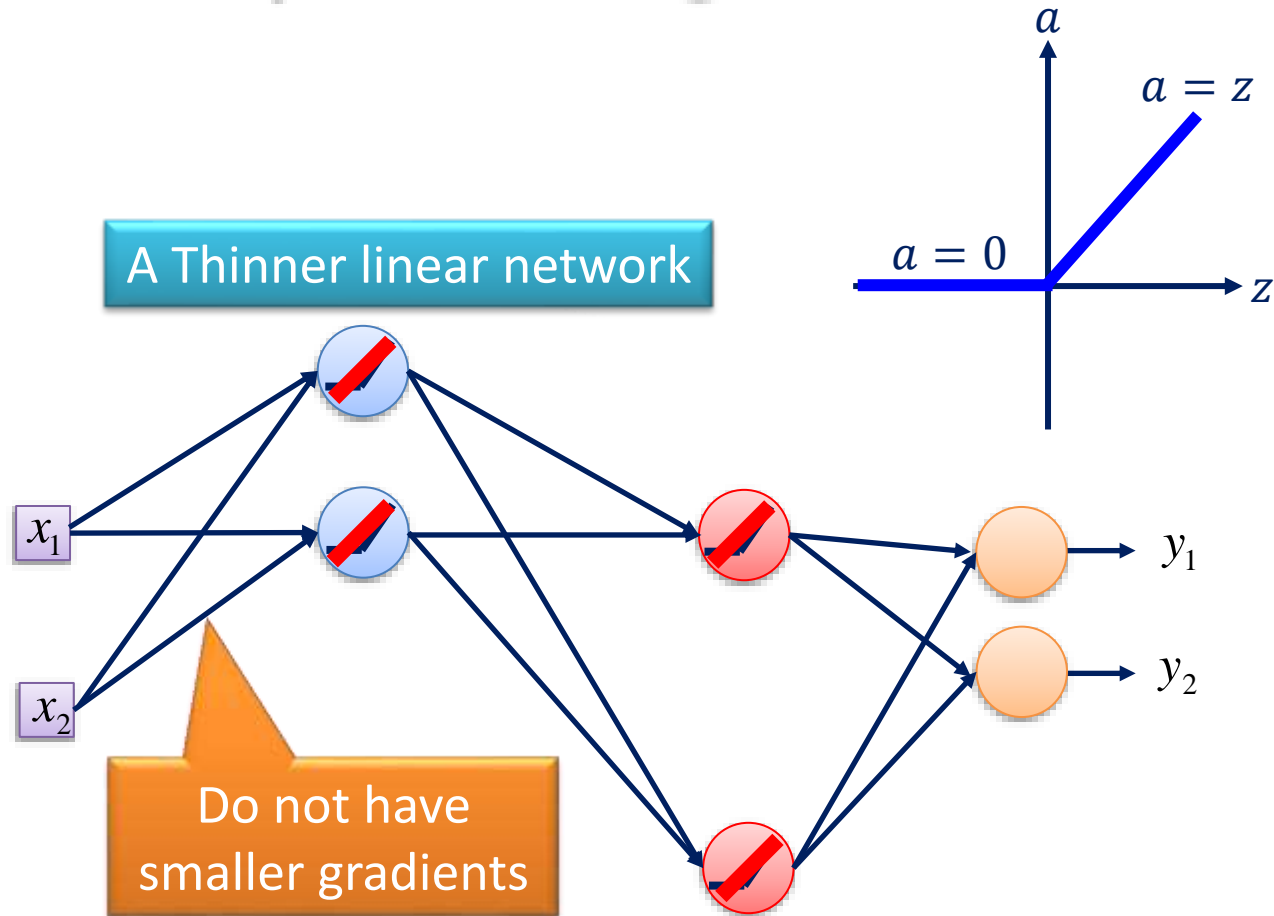 a
a = z
a = 0
z
A Thinner linear network
x₁
x₂
y₁
y₂
Do not have
smaller gradients